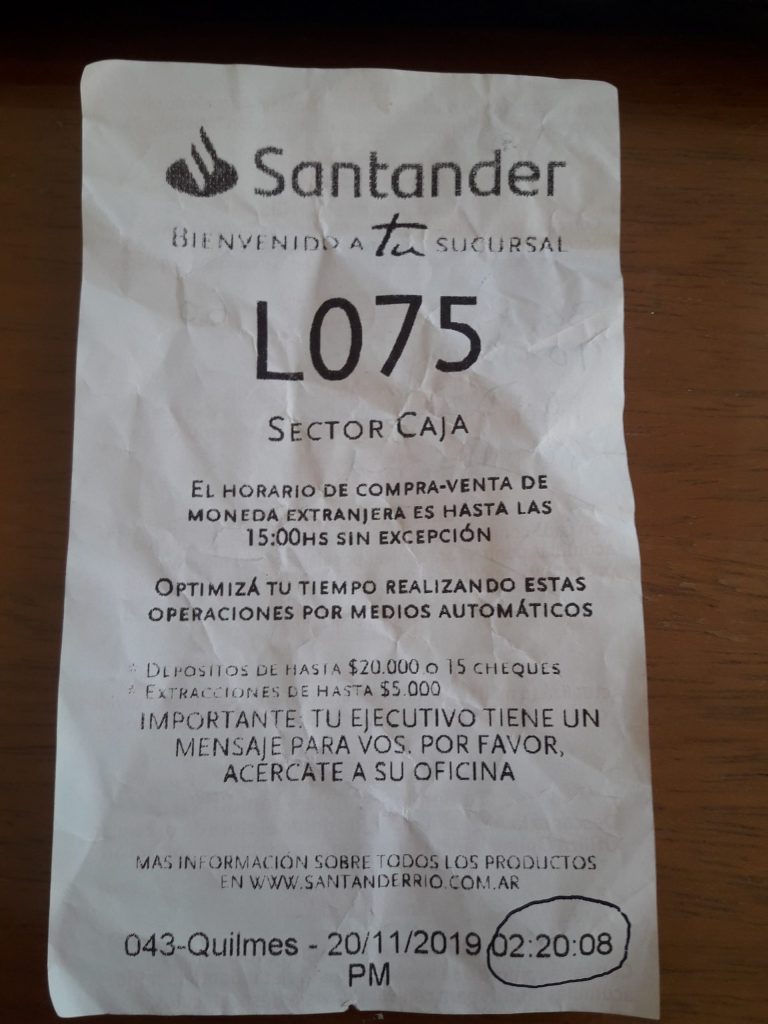 Santander
BIENVENIDO A tu SUCURSAL
L075
SECTOR CAJA
EL HORARIO DE COMPRA-VENTA DE
MONEDA EXTRANJERA ES HASTA LAS
15:00HS SIN EXCEPCIÓN
OPTIMIZÁ TU TIEMPO REALIZANDO ESTAS
OPERACIONES POR MEDIOS AUTOMÁTICOS
* DEPOSITOS DE HASTA $20.000 O 15 CHEQUES
* EXTRACCIONES DE HASTA $5.000
IMPORTANTE: TU EJECUTIVO TIENE UN
MENSAJE PARA VOS. POR FAVOR,
ACÉRCATE A SU OFICINA
MAS INFORMACIÓN SOBRE TODOS LOS PRODUCTOS
EN WWW.SANTANDERRIO.COM.AR
043-Quilmes - 20/11/2019 02:20:08
PM